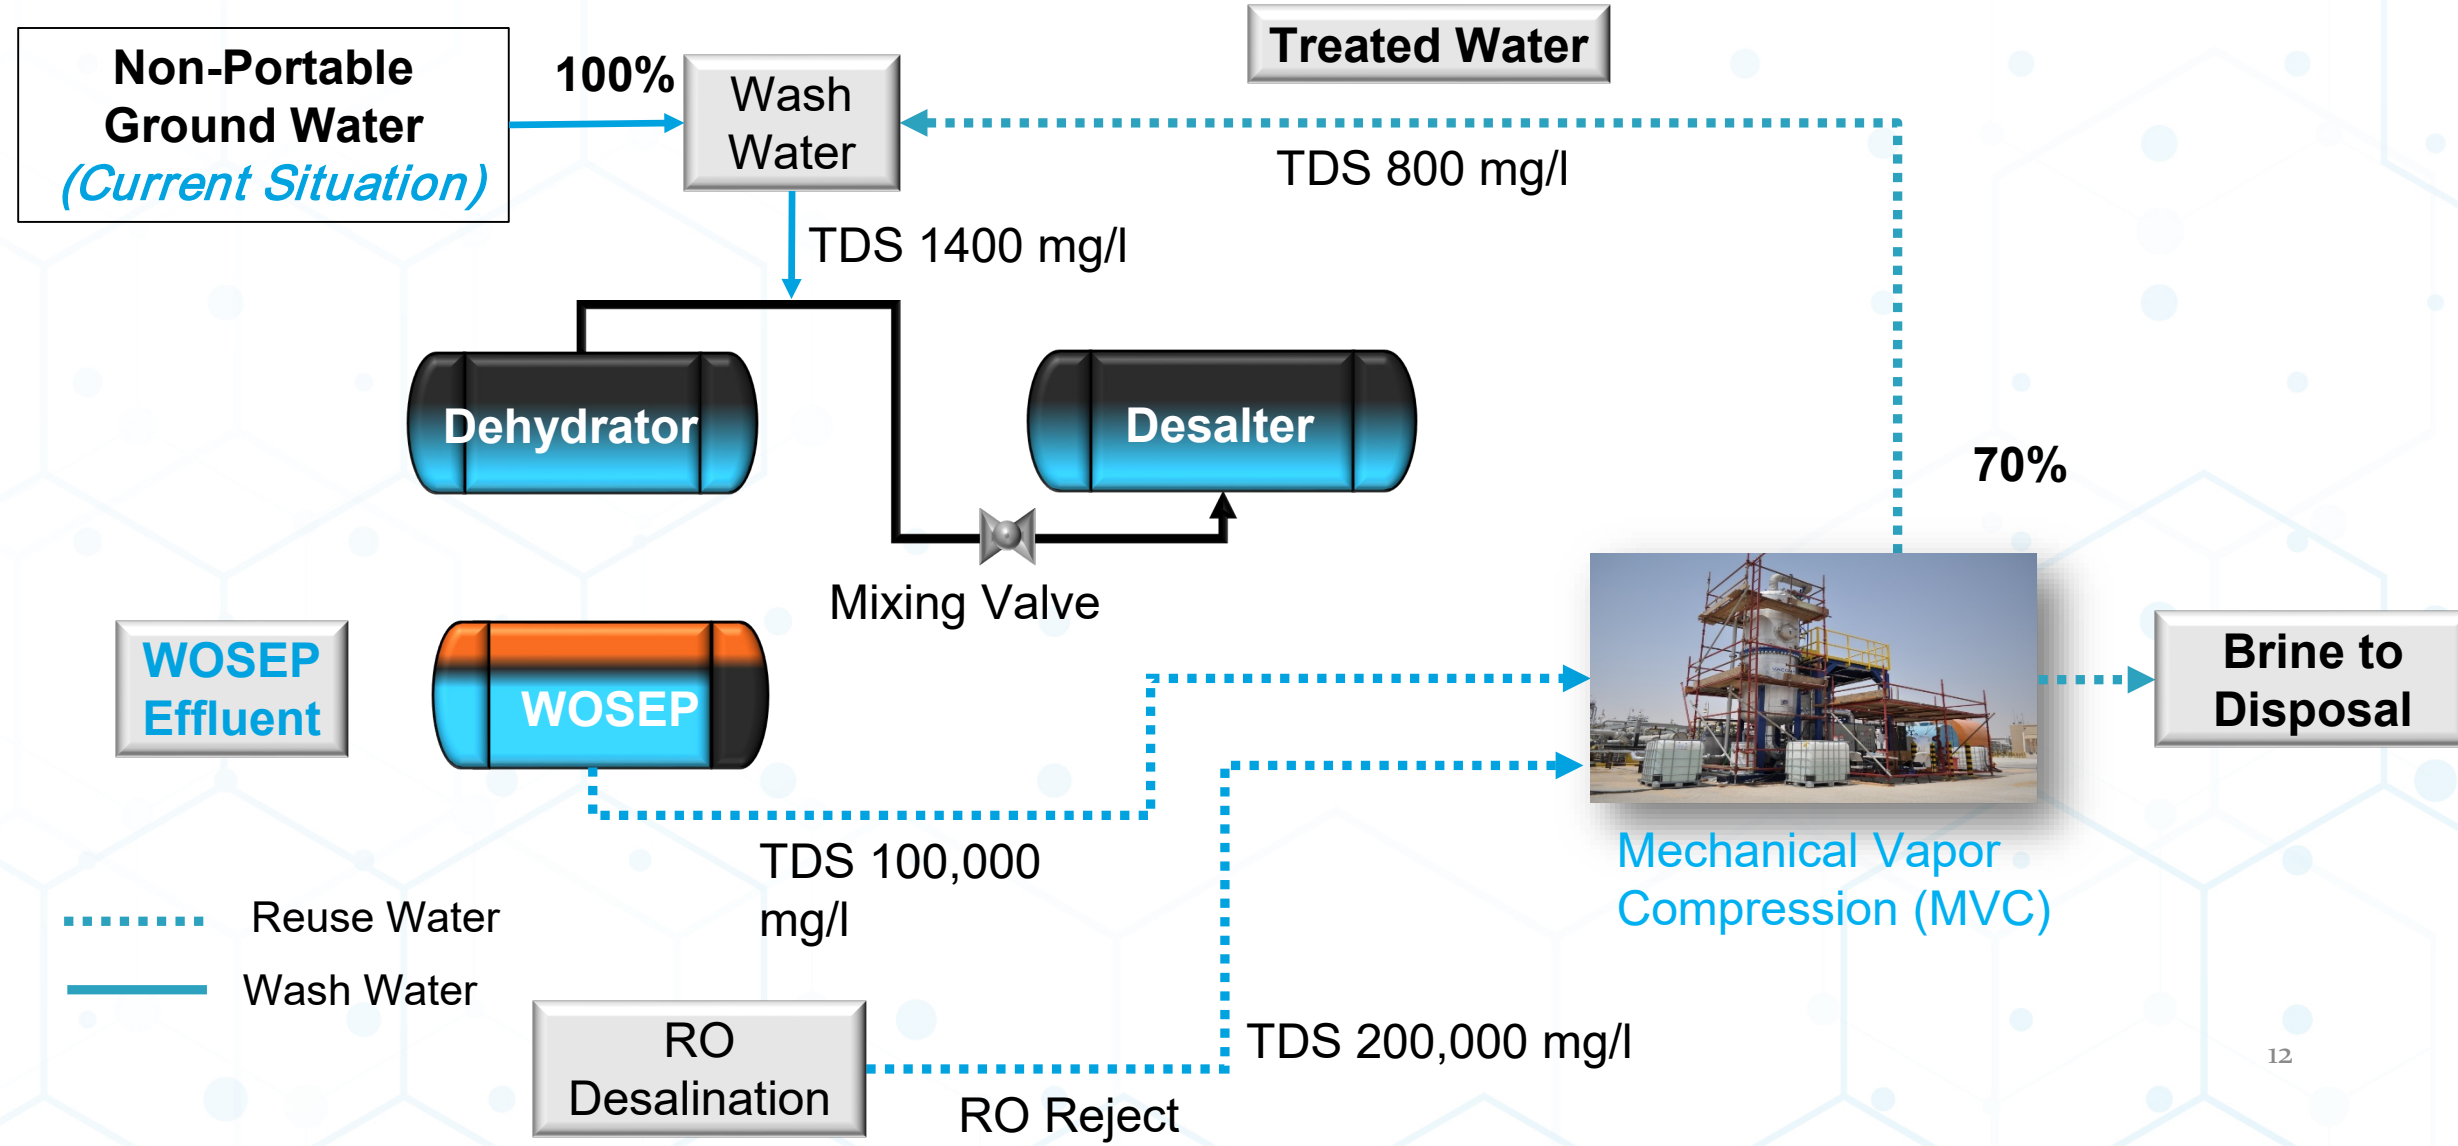 Non-Portable
Ground Water
(Current Situation)
100%
Wash
Water
Treated Water
TDS 800 mg/l
TDS 1400 mg/l
Dehydrator
Desalter
70%
Mixing Valve
WOSEP
Effluent
WOSEP
Brine to
Disposal
TDS 100,000
mg/l
Mechanical Vapor
Compression (MVC)
Reuse Water
Wash Water
RO
Desalination
RO Reject
TDS 200,000 mg/l
12